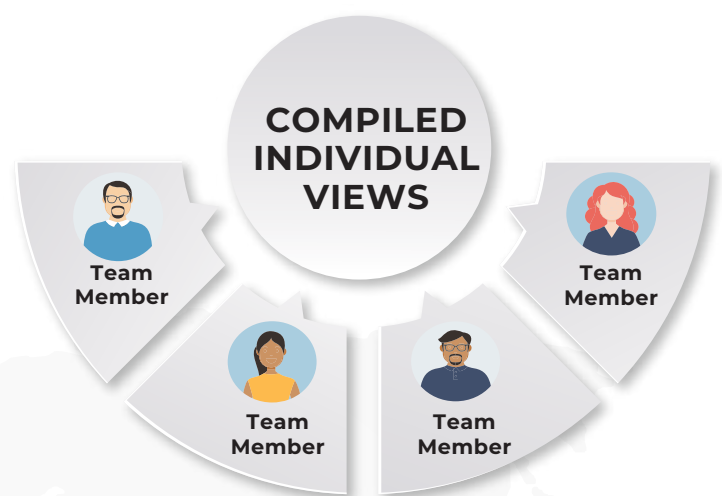 COMPILED
INDIVIDUAL
VIEWS
Team
Member
Team
Member
Team
Member
Team
Member